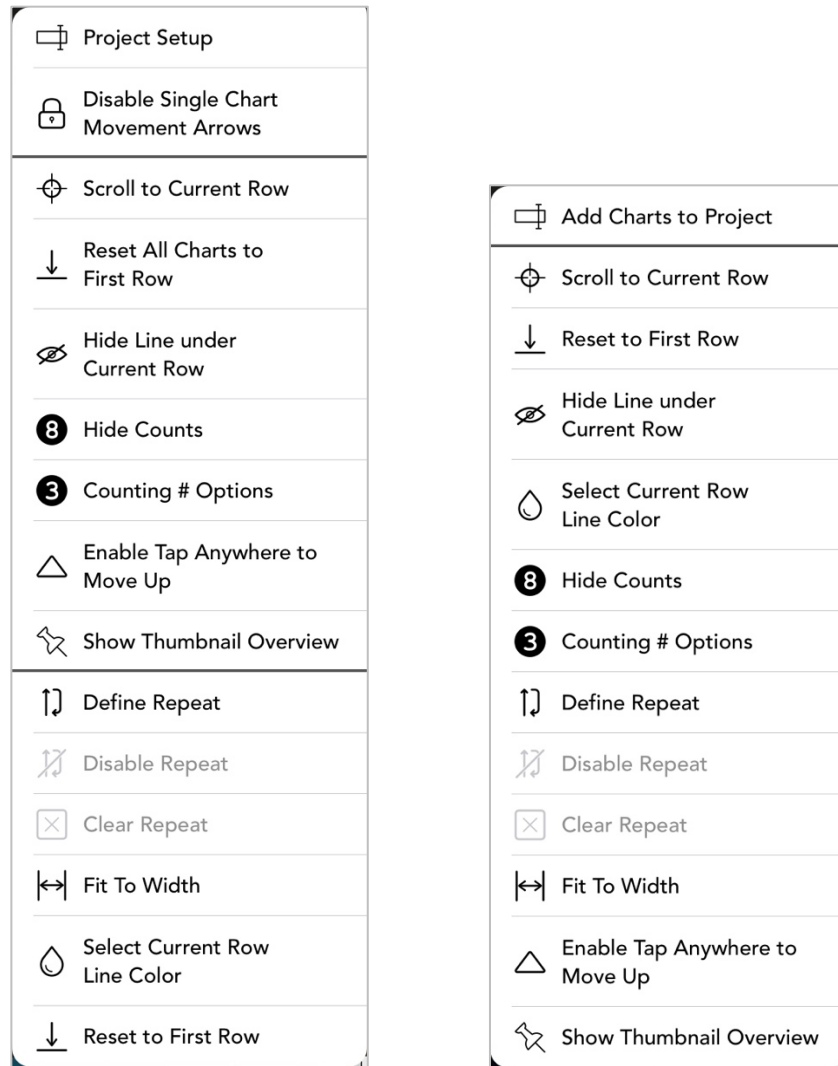 Project Setup
Disable Single Chart
Movement Arrows
Scroll to Current Row
Reset All Charts to
First Row
Hide Line under
Current Row
8 Hide Counts
3 Counting # Options
Enable Tap Anywhere to
Move Up
Show Thumbnail Overview
Define Repeat
Disable Repeat
Clear Repeat
Fit To Width
Select Current Row
Line Color
Reset to First Row
Add Charts to Project
Scroll to Current Row
Reset to First Row
Hide Line under
Current Row
Select Current Row
Line Color
8 Hide Counts
3 Counting # Options
Define Repeat
Disable Repeat
Clear Repeat
Fit To Width
Enable Tap Anywhere to
Move Up
Show Thumbnail Overview